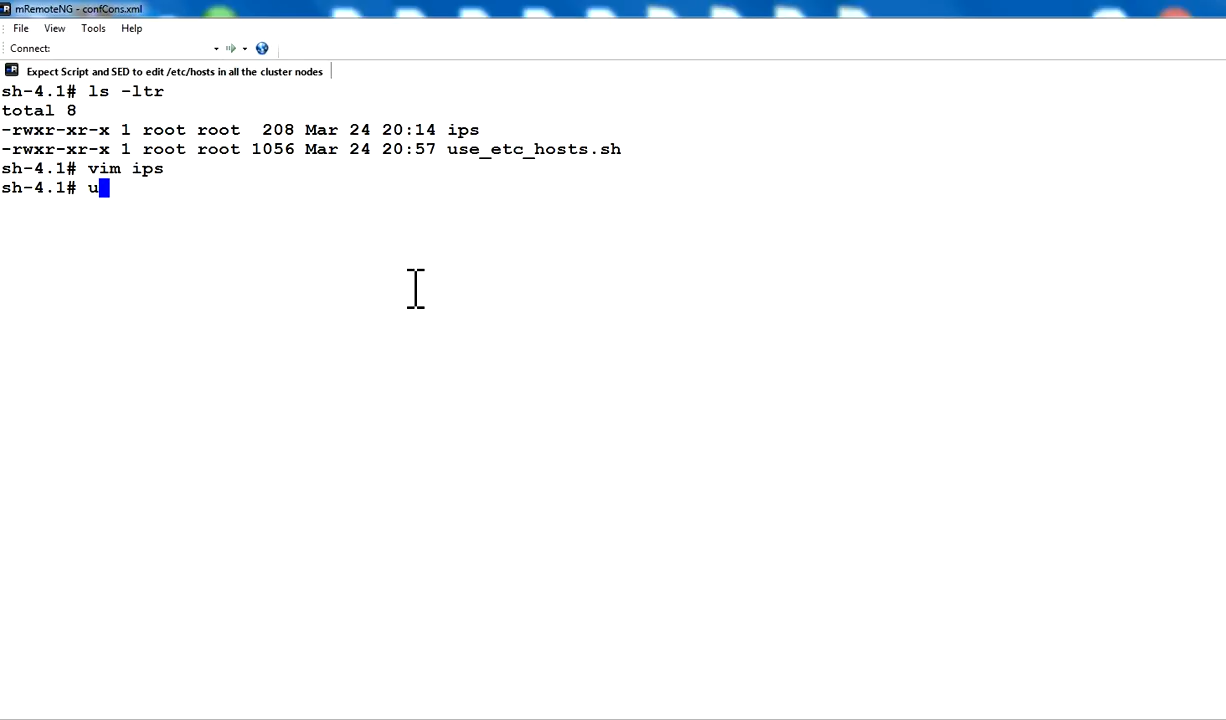 mRemoteNG - confCons.xml
File View Tools Help
Connect:
Expect Script and SED to edit /etc/hosts in all the cluster nodes
sh-4.1# ls -ltr
total 8
-rwxr-xr-x 1 root root  208 Mar 24 20:14 ips
-rwxr-xr-x 1 root root 1056 Mar 24 20:57 use_etc_hosts.sh
sh-4.1# vim ips
sh-4.1# u